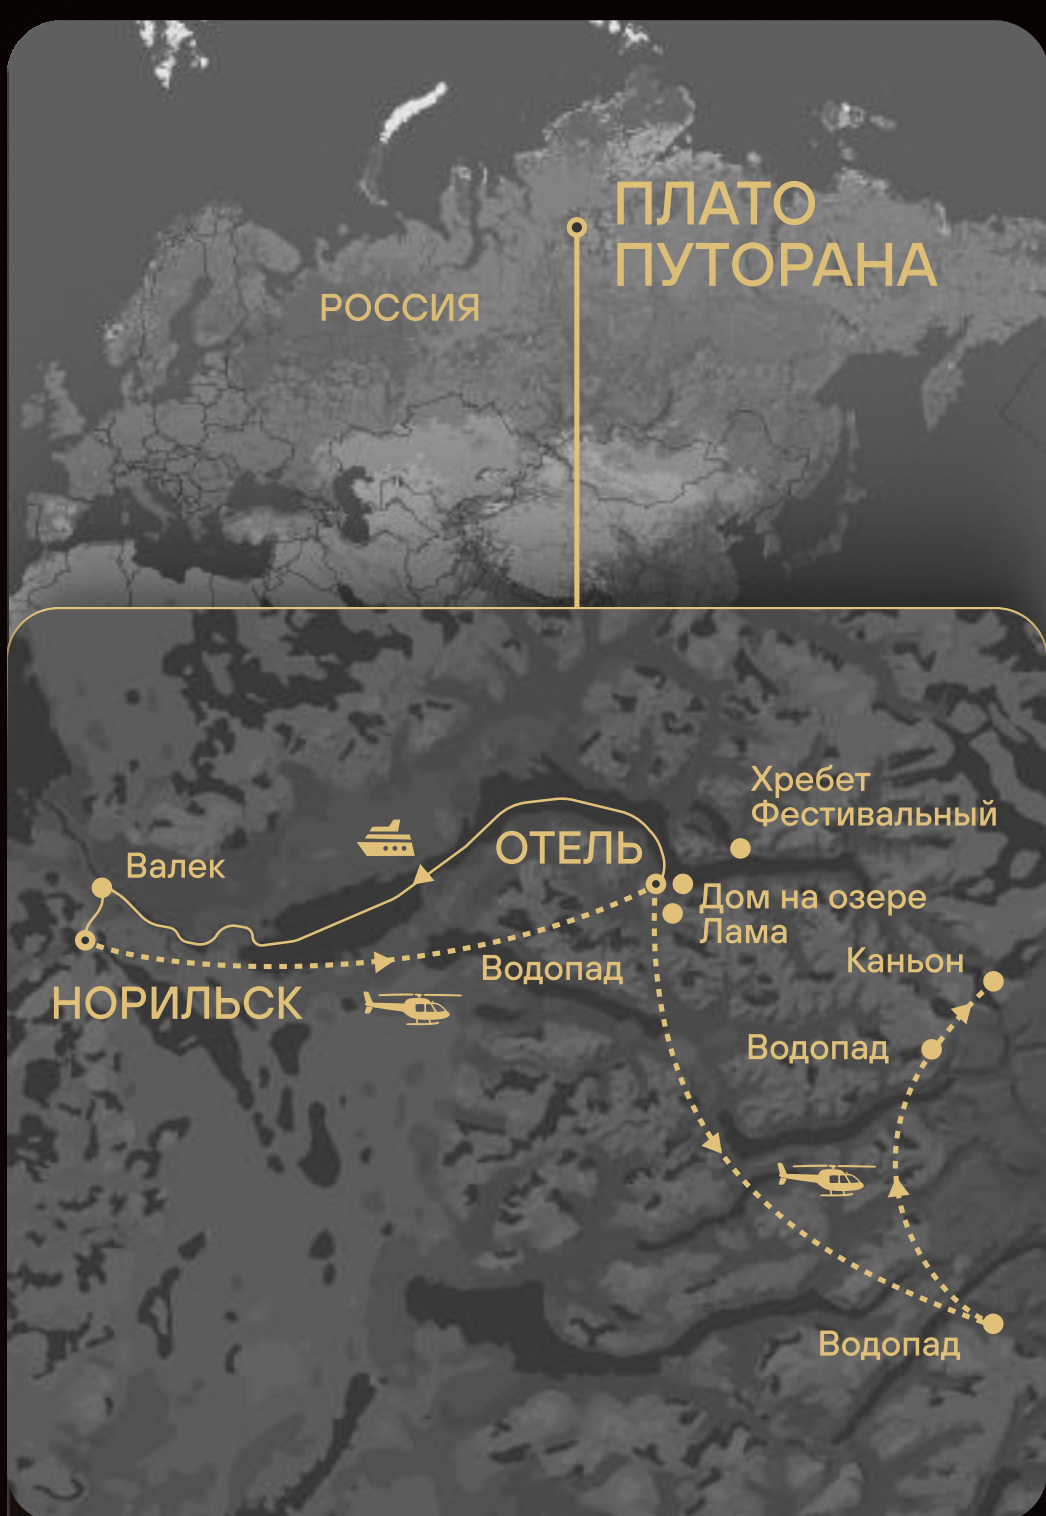 ПЛАТО
ПУТОРАНА
РОССИЯ
Хребет
Фестивальный
Валек
ОТЕЛЬ
Дом на озере
Лама
Водопад
Каньон
НОРИЛЬСК
Водопад
Водопад